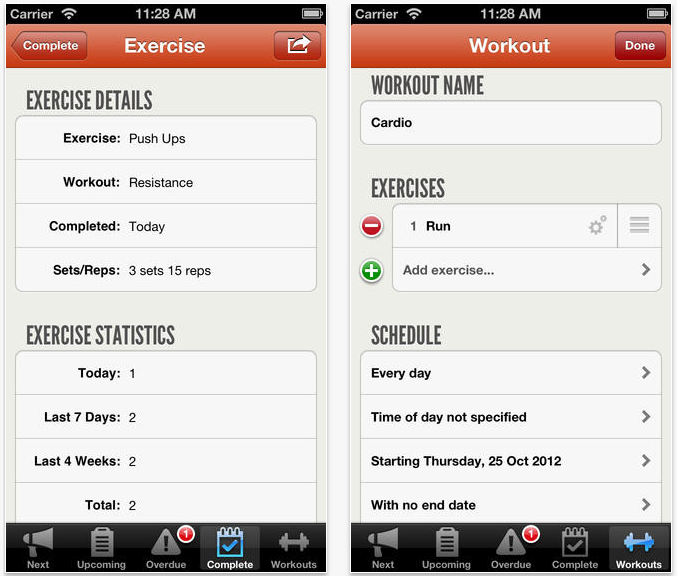 Carrier 11:28 AM
Complete Exercise
EXERCISE DETAILS
Exercise: Push Ups
Workout: Resistance
Completed: Today
Sets/Reps: 3 sets 15 reps
EXERCISE STATISTICS
Today: 1
Last 7 Days: 2
Last 4 Weeks: 2
Total: 2
Next Upcoming Overdue 1 Complete Workouts
Carrier 11:28 AM
Workout Done
WORKOUT NAME
Cardio
EXERCISES
1 Run
Add exercise...
SCHEDULE
Every day
Time of day not specified
Starting Thursday, 25 Oct 2012
With no end date
Next Upcoming Overdue 1 Complete Workouts